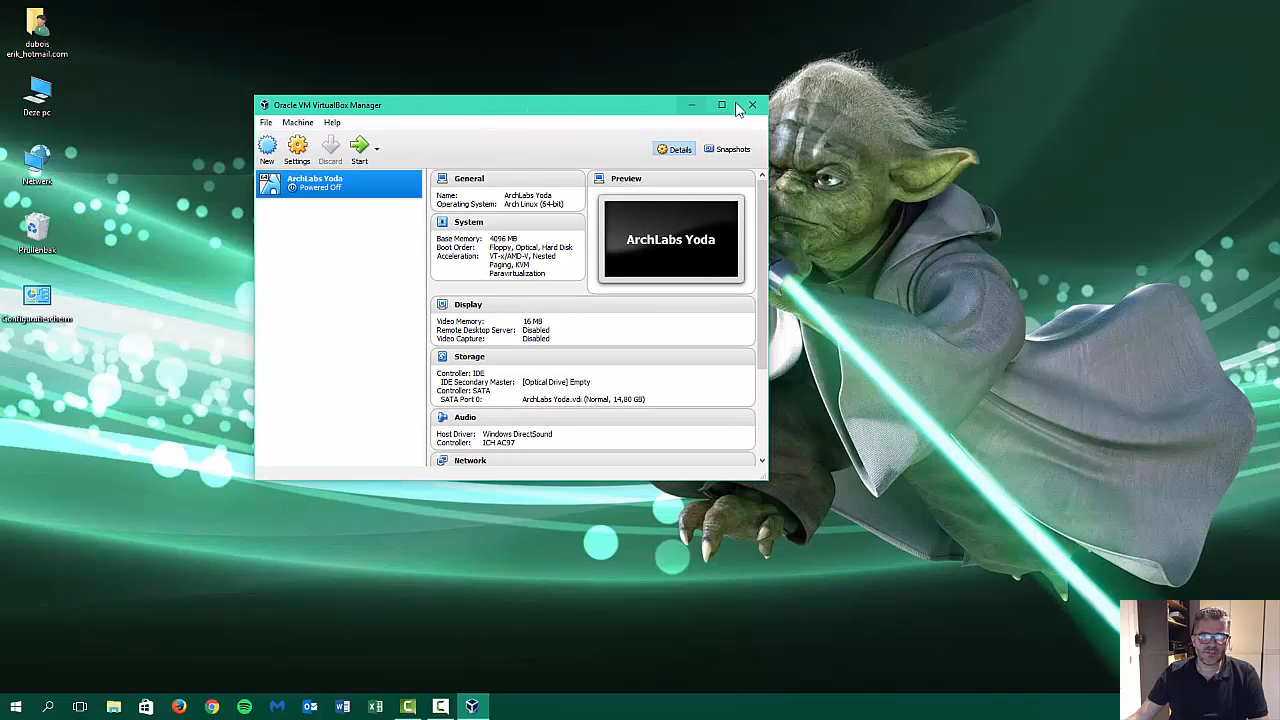 dubois
erik_hotmail.com
Deze pc
Netwerk
Prullenbak
Configuratiescherm
Oracle VM VirtualBox Manager
File Machine Help
New Settings Discard Start
Details Snapshots
ArchLabs Yoda
Powered Off
General
Name: ArchLabs Yoda
Operating System: Arch Linux (64-bit)
System
Base Memory: 4096 MB
Boot Order: Floppy, Optical, Hard Disk
Acceleration: VT-x/AMD-V, Nested
Paging, KVM
Paravirtualization
Preview
ArchLabs Yoda
Display
Video Memory: 16 MB
Remote Desktop Server: Disabled
Video Capture: Disabled
Storage
Controller: IDE
IDE Secondary Master: [Optical Drive] Empty
Controller: SATA
SATA Port 0: ArchLabs Yoda.vdi (Normal, 14,80 GB)
Audio
Host Driver: Windows DirectSound
Controller: ICH AC97
Network